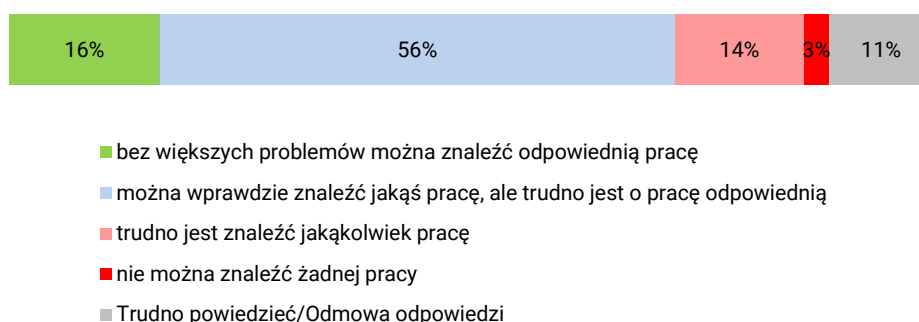 16% 56% 14% 3% 11%
bez większych problemów można znaleźć odpowiednią pracę
można wprawdzie znaleźć jakąś pracę, ale trudno jest o pracę odpowiednią
trudno jest znaleźć jakąkolwiek pracę
nie można znaleźć żadnej pracy
Trudno powiedzieć/Odmowa odpowiedzi